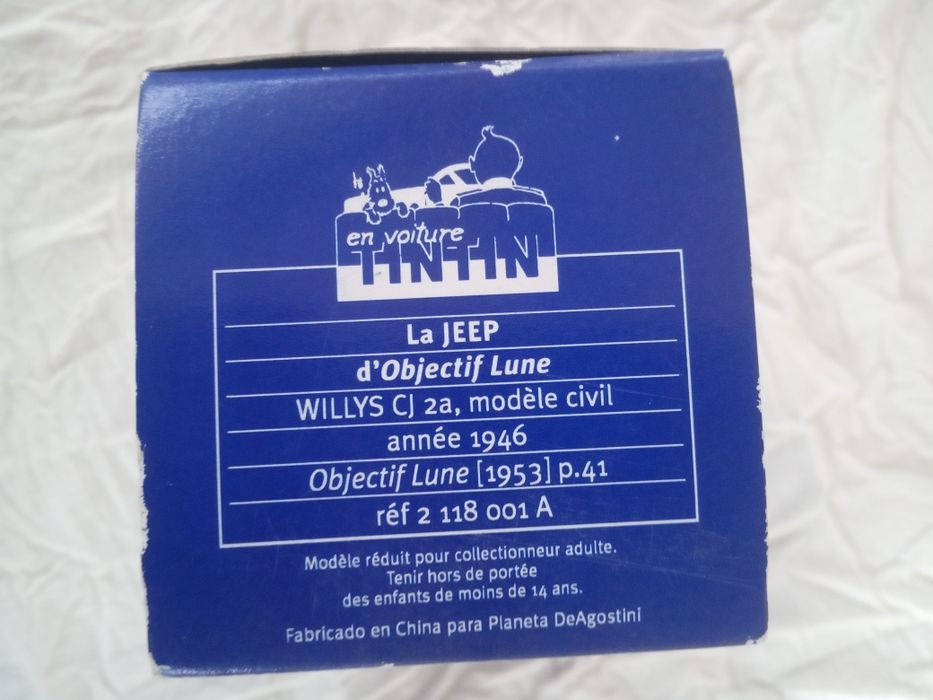 en voiture
TINTIN
La JEEP
d'Objectif Lune
WILLYS CJ 2a, modèle civil
année 1946
Objectif Lune [1953] p.41
réf 2 118 001 A
Modèle réduit pour collectionneur adulte.
Tenir hors de portée
des enfants de moins de 14 ans.
Fabricado en China para Planeta DeAgostini